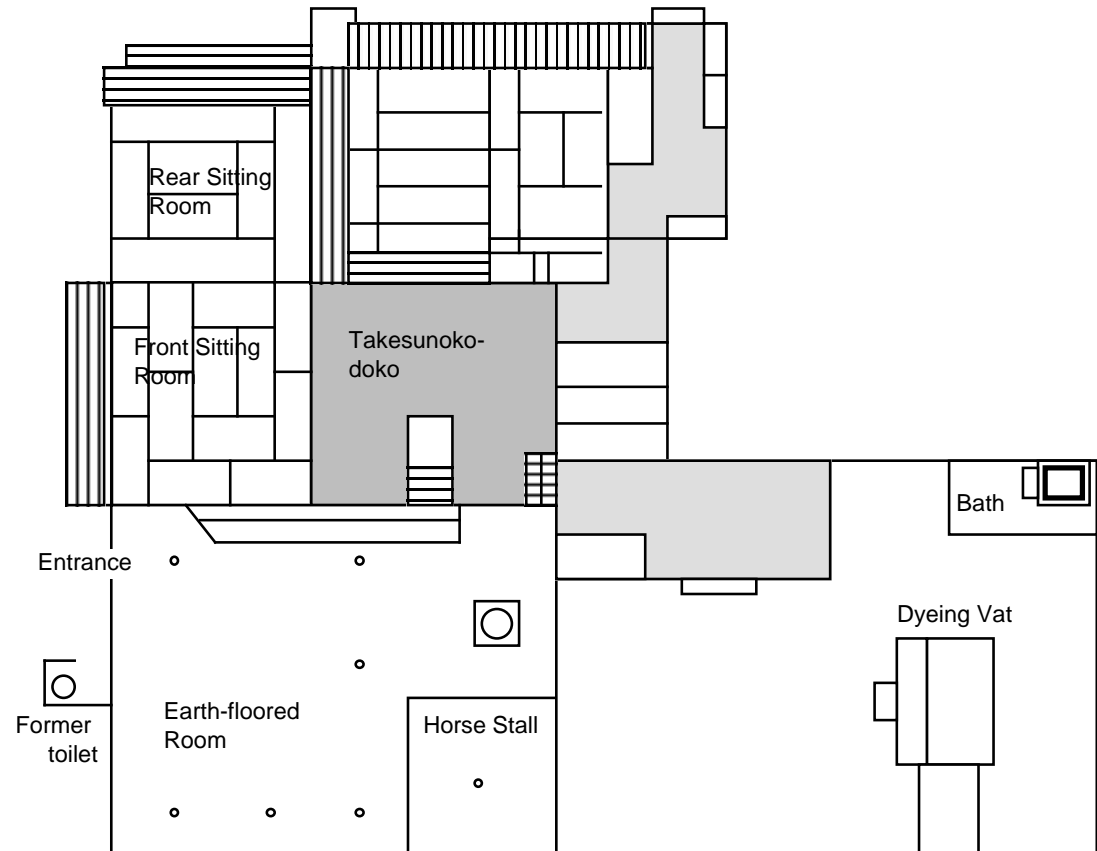 Rear Sitting
Room
Front Sitting
Room
Takesunoko-
doko
Entrance
Bath
Dyeing Vat
Former
toilet
Earth-floored
Room
Horse Stall